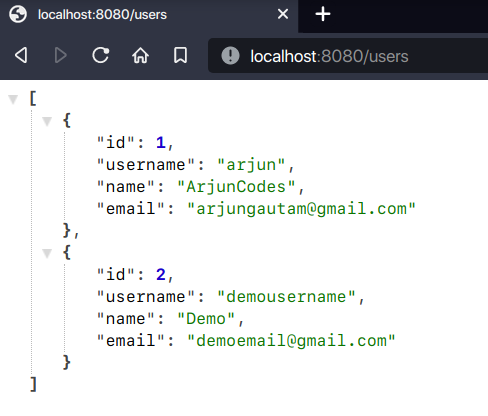 localhost:8080/users
localhost:8080/users
[
{
"id": 1,
"username": "arjun",
"name": "ArjunCodes",
"email": "arjungautam@gmail.com"
},
{
"id": 2,
"username": "demousername",
"name": "Demo",
"email": "demoemail@gmail.com"
}
]